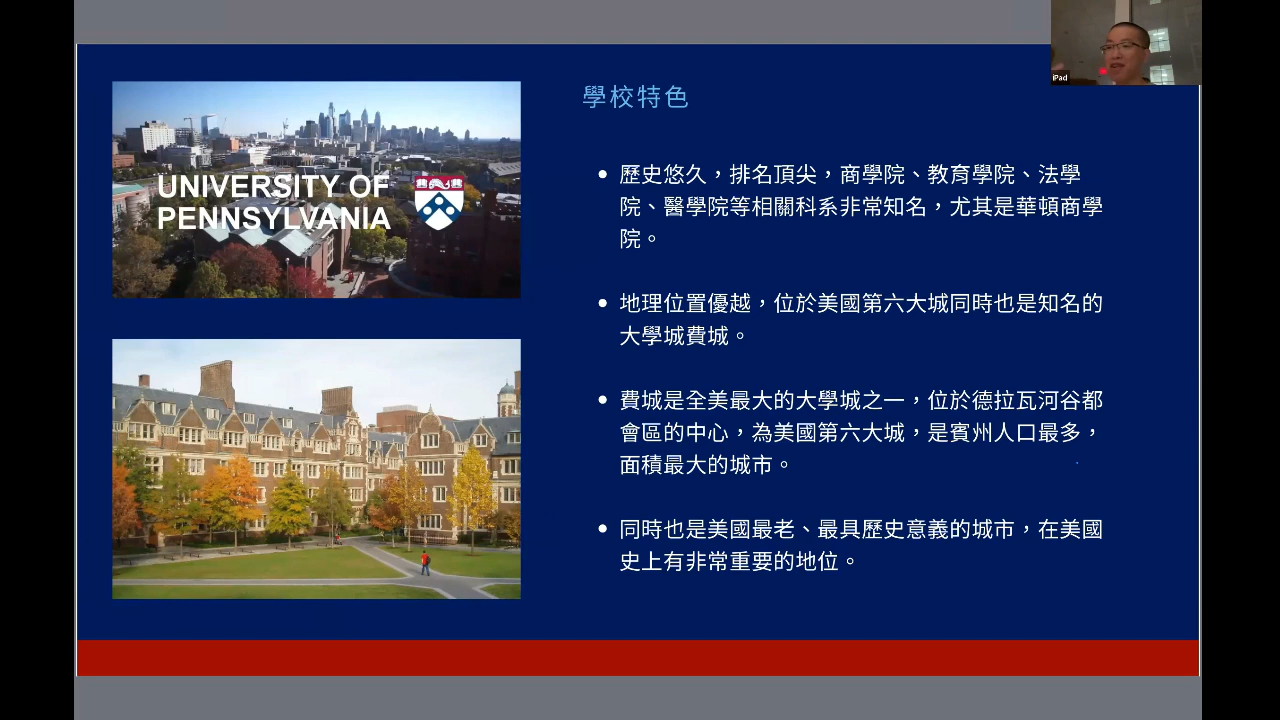 iPad
UNIVERSITY OF
PENNSYLVANIA
學校特色
• 歷史悠久，排名頂尖，商學院、教育學院、法學
院、醫學院等相關科系非常知名，尤其是華頓商學
院。
• 地理位置優越，位於美國第六大城同時也是知名的
大學城費城。
• 費城是全美最大的大學城之一，位於德拉瓦河谷都
會區的中心，為美國第六大城，是賓州人口最多，
面積最大的城市。
• 同時也是美國最老、最具歷史意義的城市，在美國
史上有非常重要的地位。